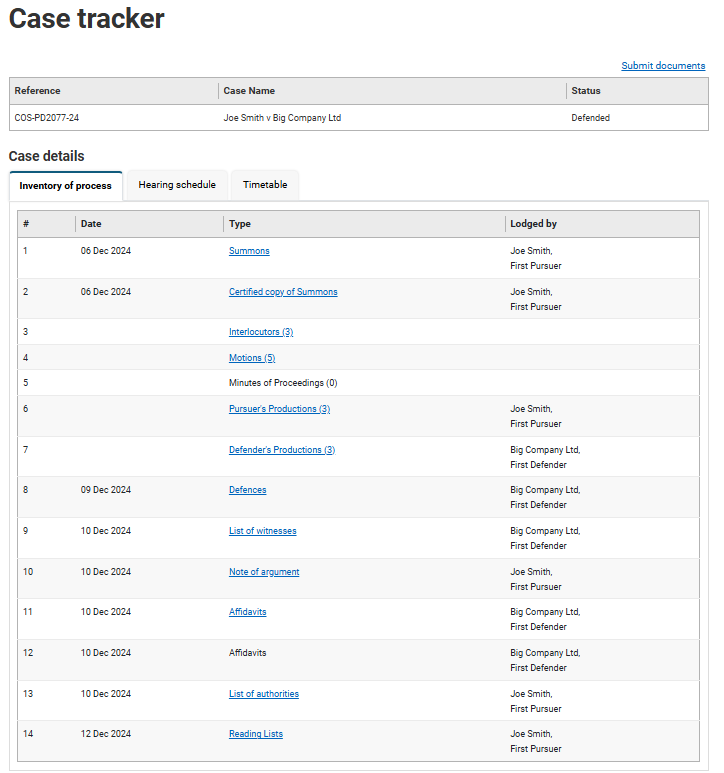 Case tracker
Submit documents
Reference Case Name Status
COS-PD2077-24 Joe Smith v Big Company Ltd Defended
Case details
Inventory of process Hearing schedule Timetable
# Date Type Lodged by
1 06 Dec 2024 Summons Joe Smith,
First Pursuer
2 06 Dec 2024 Certified copy of Summons Joe Smith,
First Pursuer
3 Interlocutors (3)
4 Motions (5)
5 Minutes of Proceedings (0)
6 Pursuer's Productions (3) Joe Smith,
First Pursuer
7 Defender's Productions (3) Big Company Ltd,
First Defender
8 09 Dec 2024 Defences Big Company Ltd,
First Defender
9 10 Dec 2024 List of witnesses Big Company Ltd,
First Defender
10 10 Dec 2024 Note of argument Joe Smith,
First Pursuer
11 10 Dec 2024 Affidavits Big Company Ltd,
First Defender
12 10 Dec 2024 Affidavits Big Company Ltd,
First Defender
13 10 Dec 2024 List of authorities Joe Smith,
First Pursuer
14 12 Dec 2024 Reading Lists Joe Smith,
First Pursuer